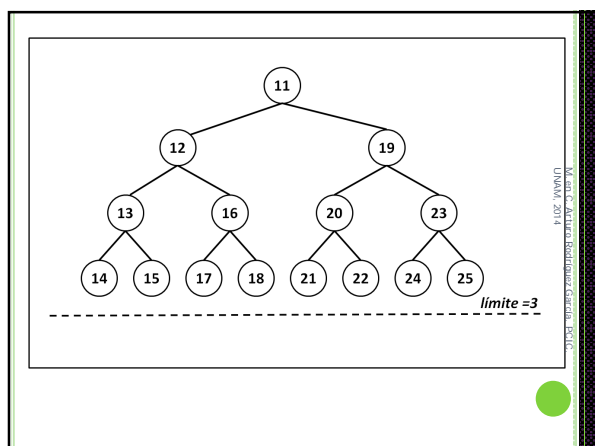 11
12 19
13 16 20 23
14 15 17 18 21 22 24 25
límite =3
M. en C. Arturo Rodríguez García, PCIC,
UNAM, 2014